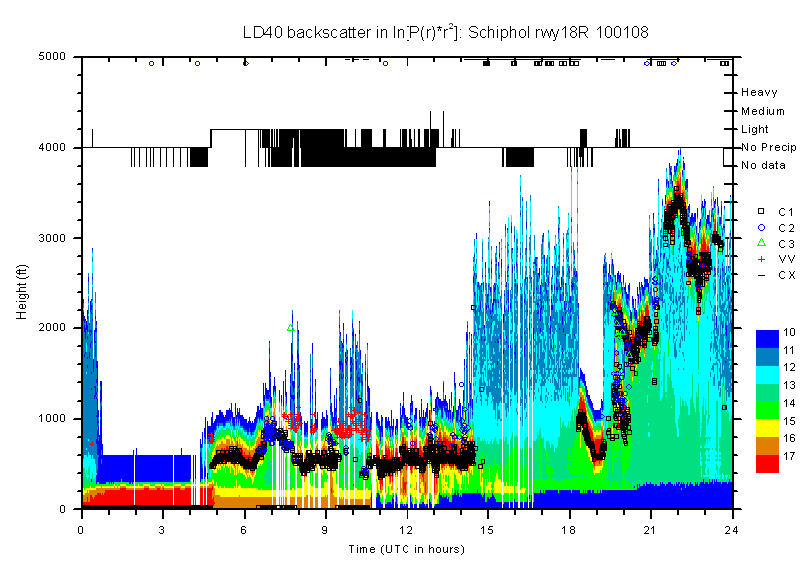 LD40 backscatter in ln[P(r)*r²]: Schiphol rwy18R 100108
5000
Heavy
Medium
Light
4000
No Precip
No data
C1
C2
C3
VV
CX
3000
Height (ft)
2000
10
11
12
13
14
15
16
17
1000
0
0 3 6 9 12 15 18 21 24
Time (UTC in hours)